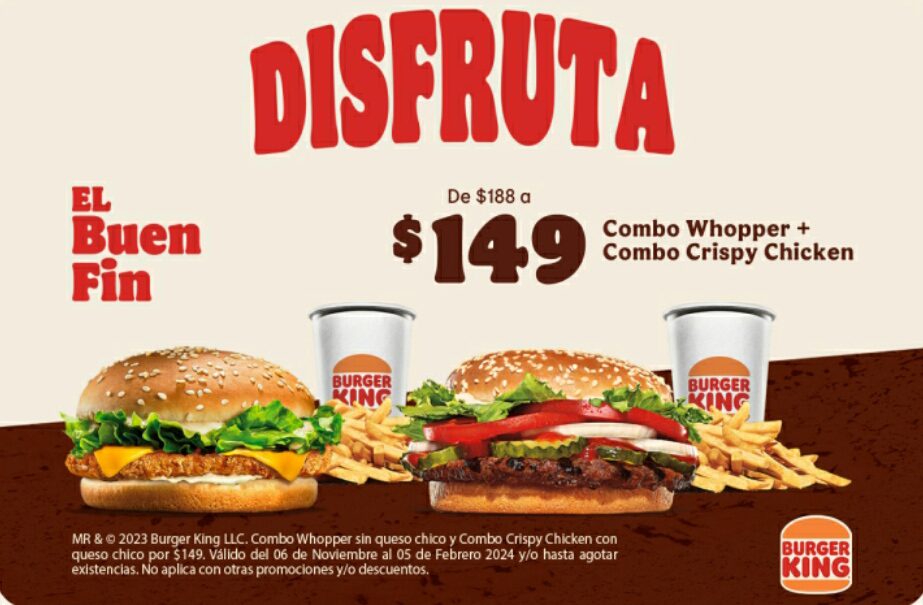 DISFRUTA
EL
Buen
Fin
De $188 a
$149
Combo Whopper +
Combo Crispy Chicken
BURGER
KING
BURGER
KING
MR & © 2023 Burger King LLC. Combo Whopper sin queso chico y Combo Crispy Chicken con
queso chico por $149. Válido del 06 de Noviembre al 05 de Febrero 2024 y/o hasta agotar
existencias. No aplica con otras promociones y/o descuentos.
BURGER
KING